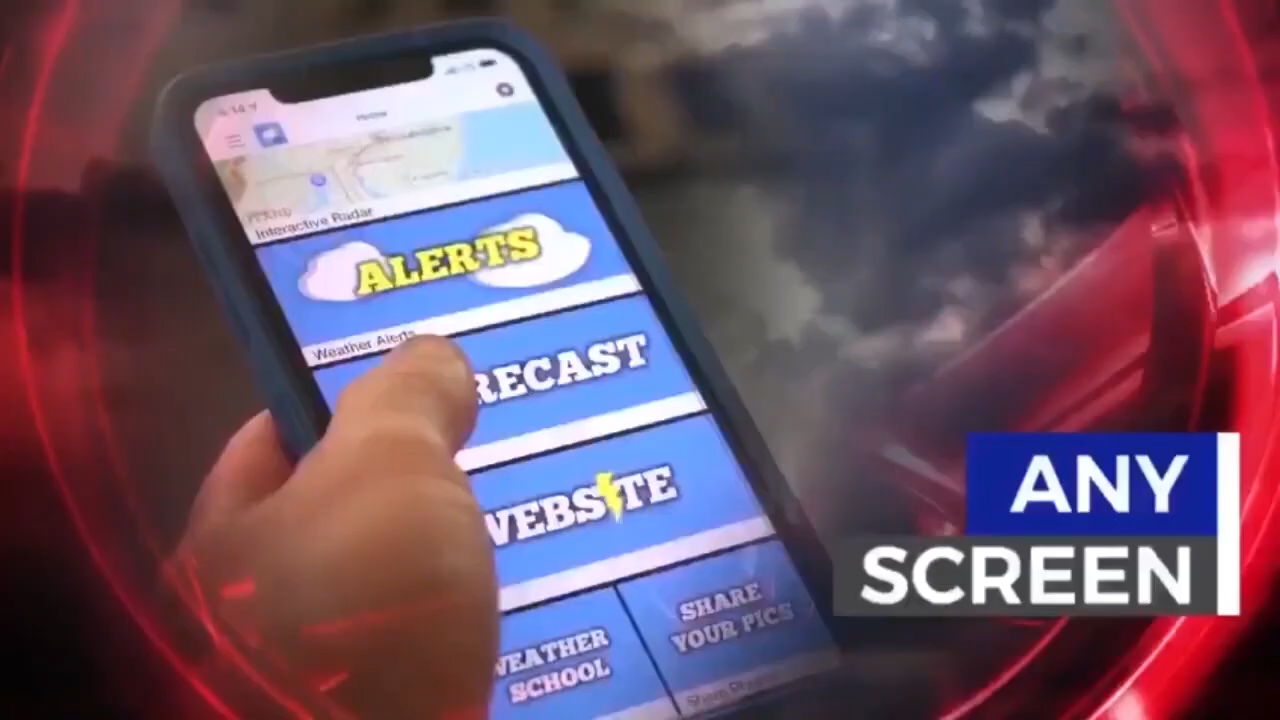 Home
Interactive Radar
ALERTS
Weather Alerts
RECAST
WEBSITE
WEATHER
SCHOOL
SHARE
YOUR PICS
ANY
SCREEN